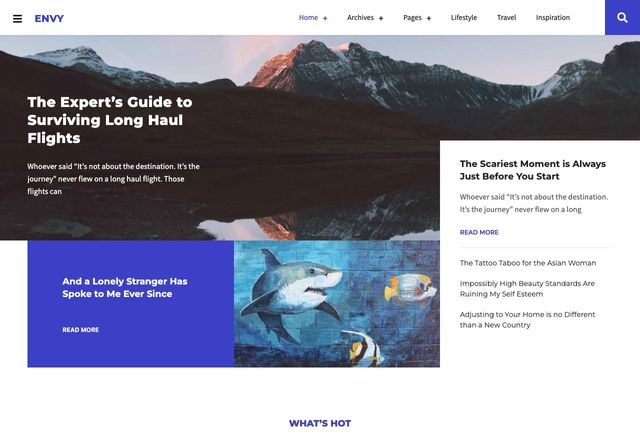 ENVY
Home + Archives + Pages + Lifestyle Travel Inspiration
The Expert's Guide to
Surviving Long Haul
Flights
Whoever said "It's not about the destination. It's the
journey" never flew on a long haul flight. Those
flights can
The Scariest Moment is Always
Just Before You Start
Whoever said "It's not about the destination.
It's the journey" never flew on a long
READ MORE
The Tattoo Taboo for the Asian Woman
Impossibly High Beauty Standards Are
Ruining My Self Esteem
Adjusting to Your Home is no Different
than a New Country
And a Lonely Stranger Has
Spoke to Me Ever Since
READ MORE
WHAT'S HOT